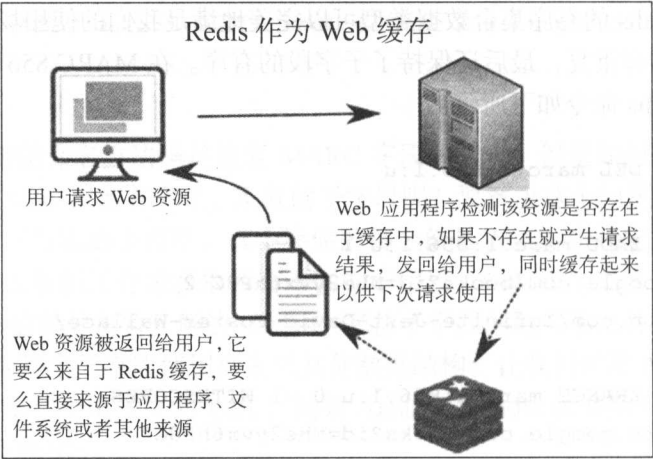 Redis 作为 Web 缓存
用户请求 Web 资源
Web 应用程序检测该资源是否存在
于缓存中，如果不存在就产生请求
结果，发回给用户，同时缓存起来
以供下次请求使用
Web 资源被返回给用户，它
要么来自于 Redis 缓存，要
么直接来源于应用程序、文
件系统或者其他来源